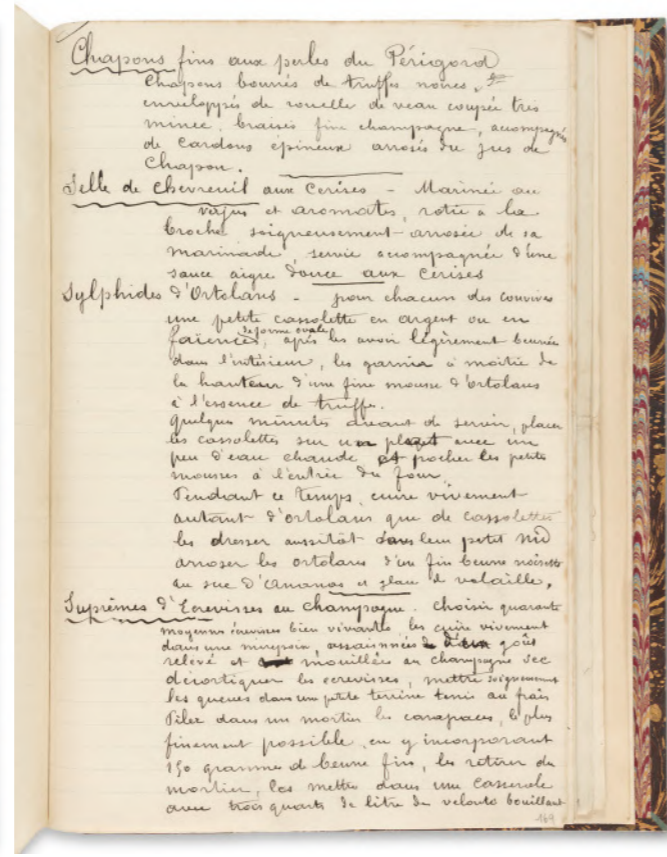 Chapons fins aux perles du Périgord
Chapons bourrés de truffes noires, et
enveloppés de rouelle de veau coupée très
mince, braisés fine champagne, accompagnés
de Cardons épineux arrosés du jus de
Chapon.
Selle de Chevreuil aux Cerises - Marinée au
verjus et aromates, rotie à la
broche soigneusement arrosée de sa
marinade, servie accompagnée d'une
sauce aigre douce aux cerises
Sylphides d'Ortolans - pour chacun des convives
une petite cassolette en argent ou en
faïence, de forme ovale, après les avoir légèrement beurrée
dans l'intérieur, les garnir à moitié de
la hauteur d'une fine mousse d'ortolans
à l'essence de truffe.
Quelques minutes avant de servir, placer
les cassolettes sur un avec un
peu d'eau chaude et pocher les petits
mousses à l'entrée du four.
Pendant ce temps, cuire vivement
autant d'ortolans que de cassolettes
les dresser aussitôt dans leur petit nid
arroser les ortolans d'un fin beurre noisette
au suc d'Ananas et glace de volaille.
Suprêmes d'Ecrevisses au Champagne. Choisir quarante
moyennes écrevisses bien vivantes, les cuire vivement
dans une mirepoix, assaisonnées goût
relevé et mouillées au champagne sec
décortiquer les écrevisses, mettre soigneusement
les queues dans une petite terrine tenir au frais
Piler dans un mortier les carapaces, le plus
finement possible, en y incorporant
150 grammes de beurre fin, les retirer du
mortier, les mettre dans une casserole
avec trois quarts de litre de velouté bouillant
169